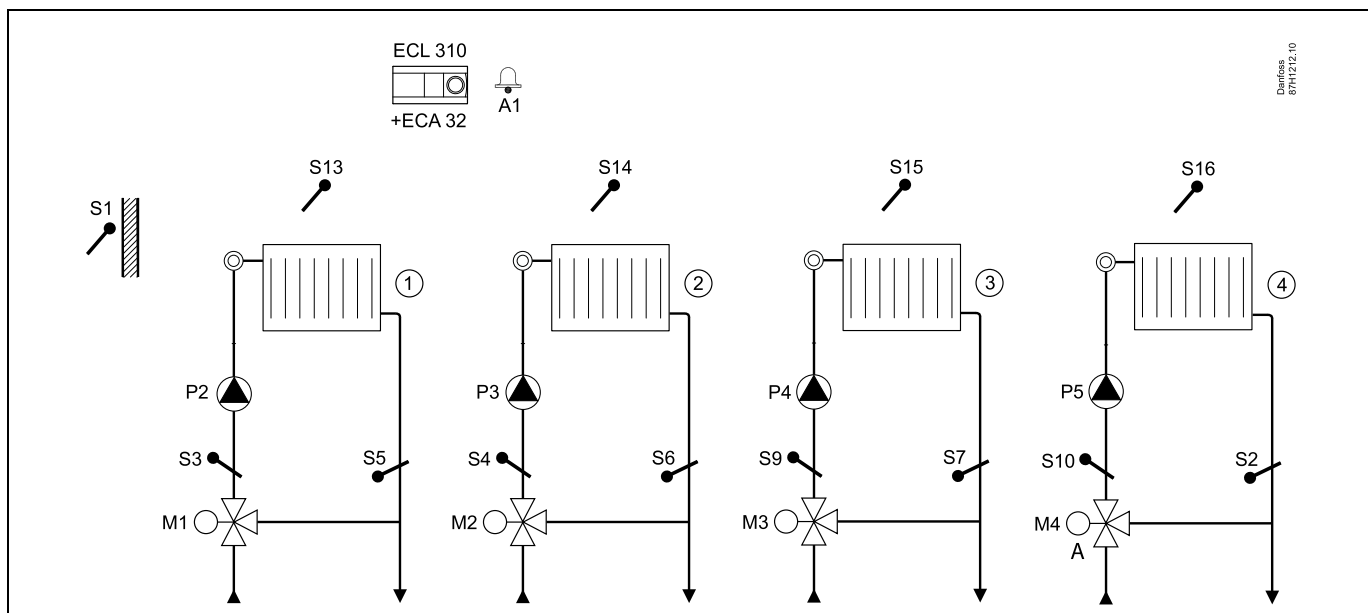 ECL 310
A1
+ECA 32
Danfoss
87H1212.10
S1
S13
S14
S15
S16
1
2
3
4
P2
P3
P4
P5
S3
S5
S4
S6
S9
S7
S10
S2
M1
M2
M3
M4
A